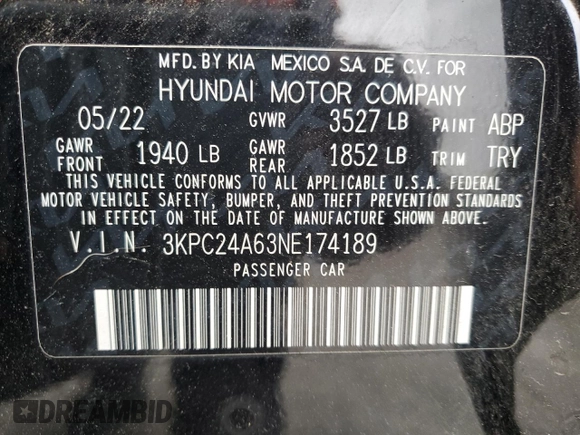 MFD. BY KIA MEXICO S.A. DE C.V. FOR
HYUNDAI MOTOR COMPANY
05/22 GVWR 3527 LB PAINT ABP
GAWR FRONT 1940 LB GAWR REAR 1852 LB TRIM TRY
THIS VEHICLE CONFORMS TO ALL APPLICABLE U.S.A. FEDERAL
MOTOR VEHICLE SAFETY, BUMPER, AND THEFT PREVENTION STANDARDS
IN EFFECT ON THE DATE OF MANUFACTURE SHOWN ABOVE.
V.I.N. 3KPC24A63NE174189
PASSENGER CAR
DREAMBID